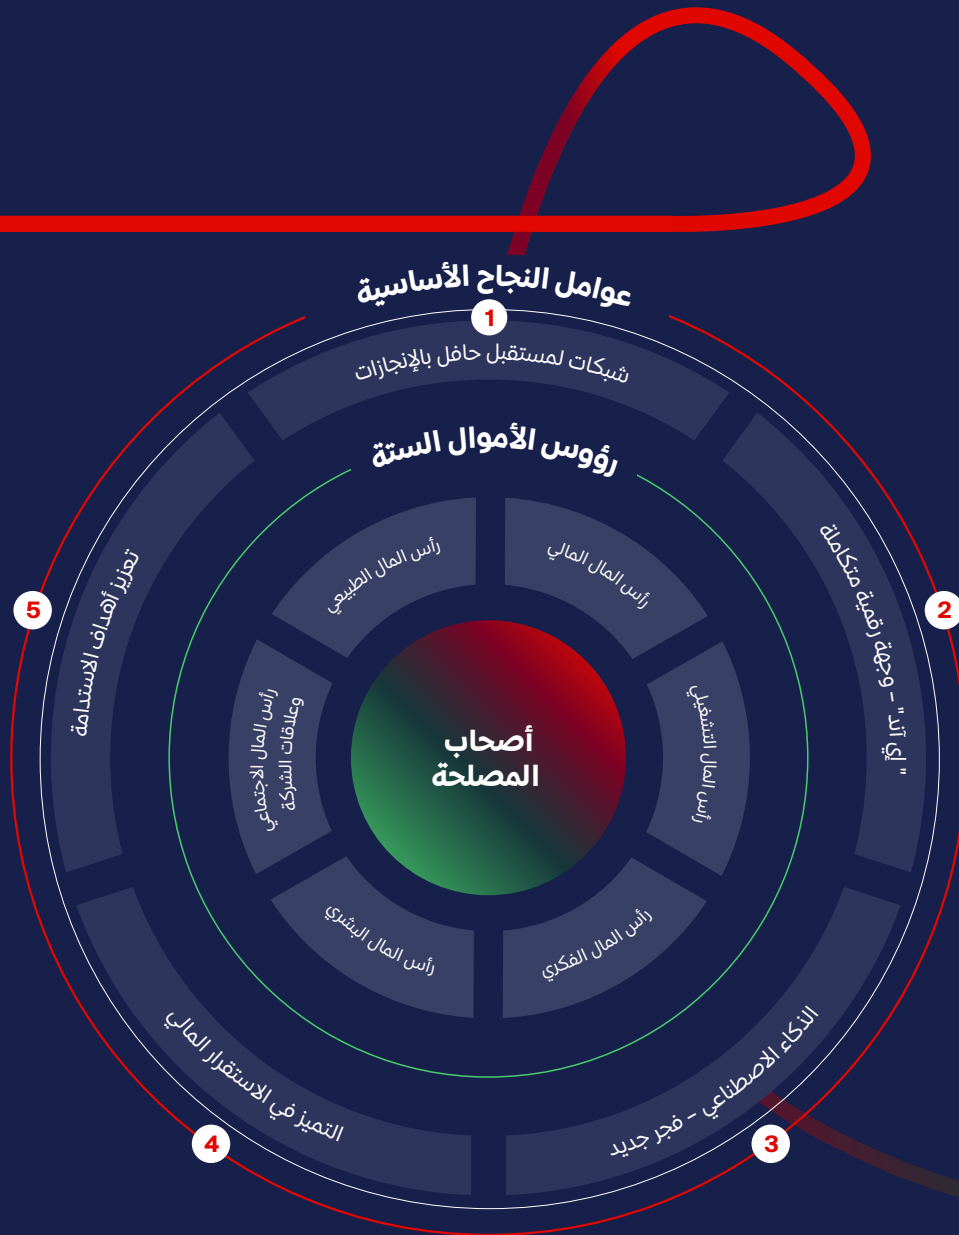 عوامل النجاح الأساسية
1
شبكات لمستقبل حافل بالإنجازات
2
"إي آند" – وجهة رقمية متكاملة
3
الذكاء الاصطناعي – فجر جديد
4
التميز في الاستقرار المالي
5
تعزيز أهداف الاستدامة
رؤوس الأموال الستة
رأس المال المالي
رأس المال التشغيلي
رأس المال الفكري
رأس المال البشري
رأس المال الاجتماعي
وعلاقات الشركة
رأس المال الطبيعي
أصحاب
المصلحة